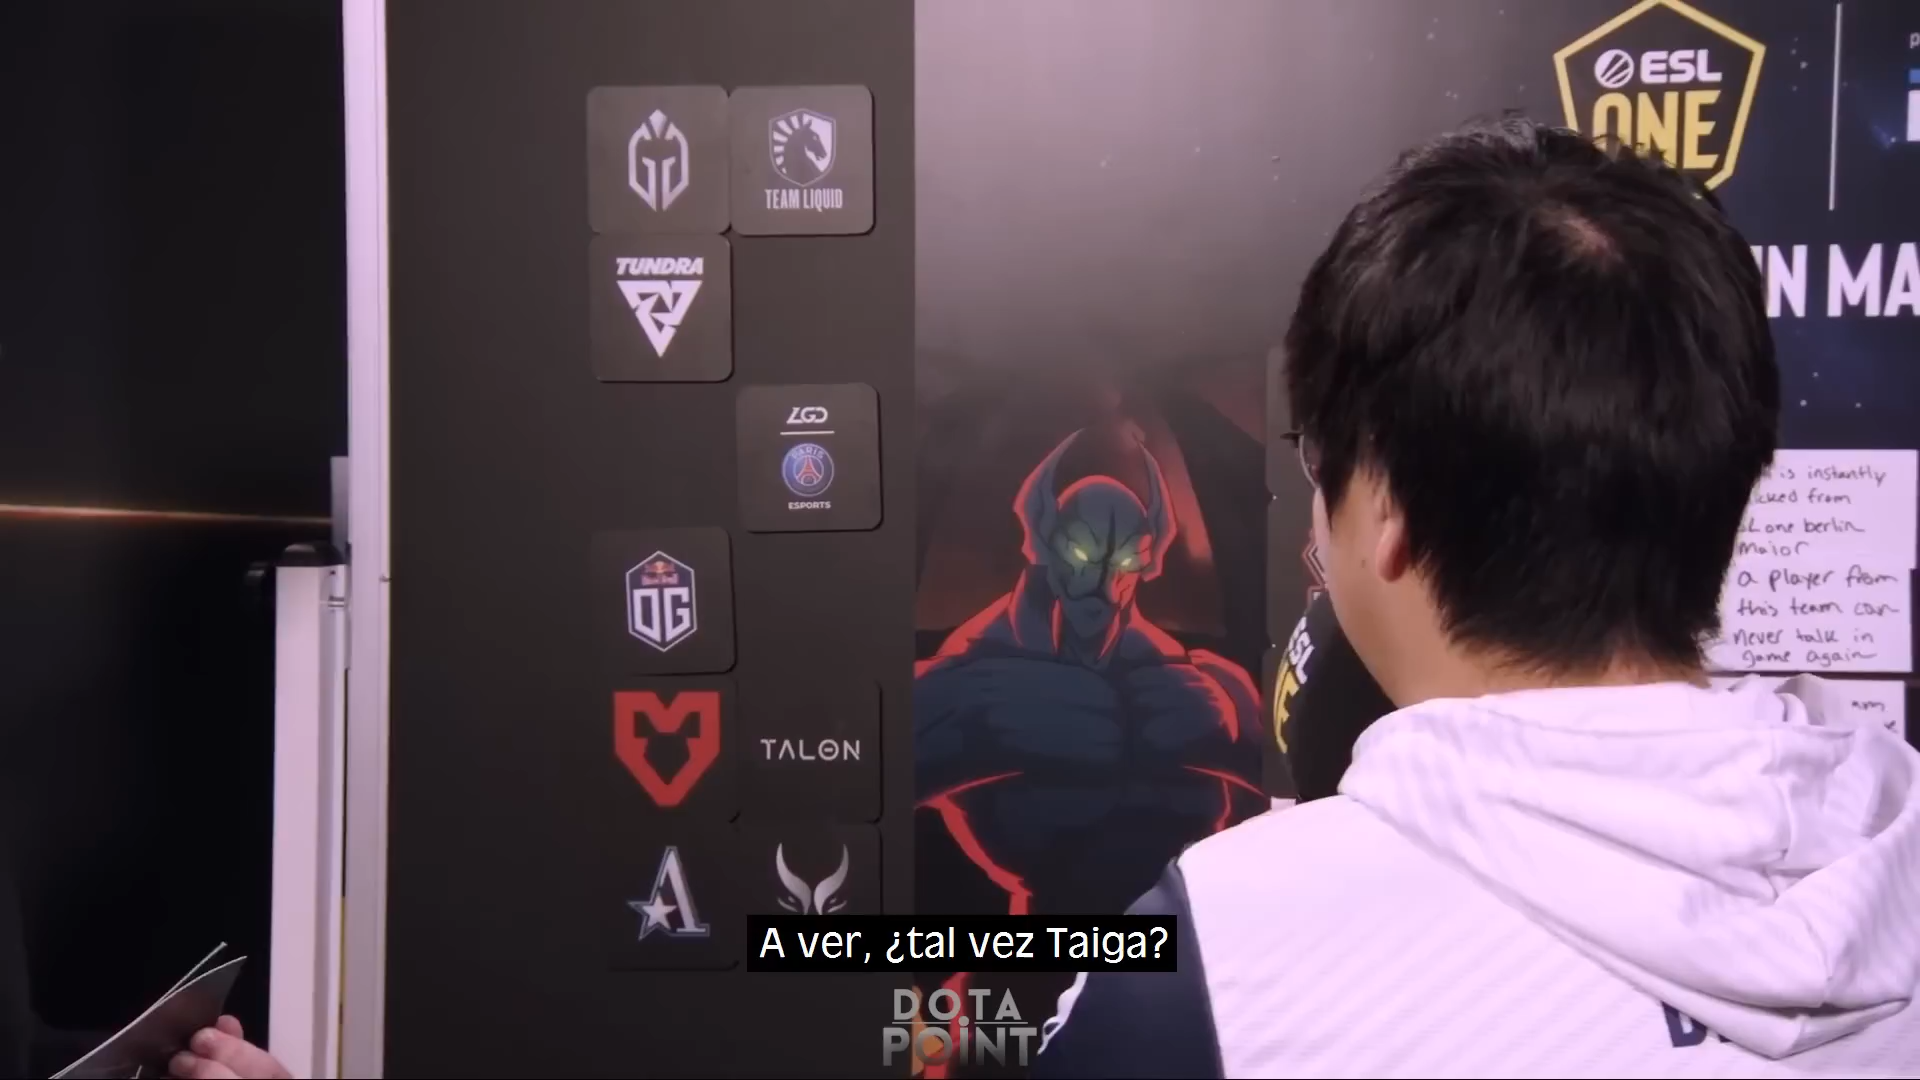 ESL
ONE
TEAM LIQUID
TUNDRA
IN MA
LGD
PARIS
ESPORTS
is instantly
from
one berlin
Major
a player from
this team can
never talk in
game again
OG
TALON
A ver, ¿tal vez Taiga?
DOTA
POINT